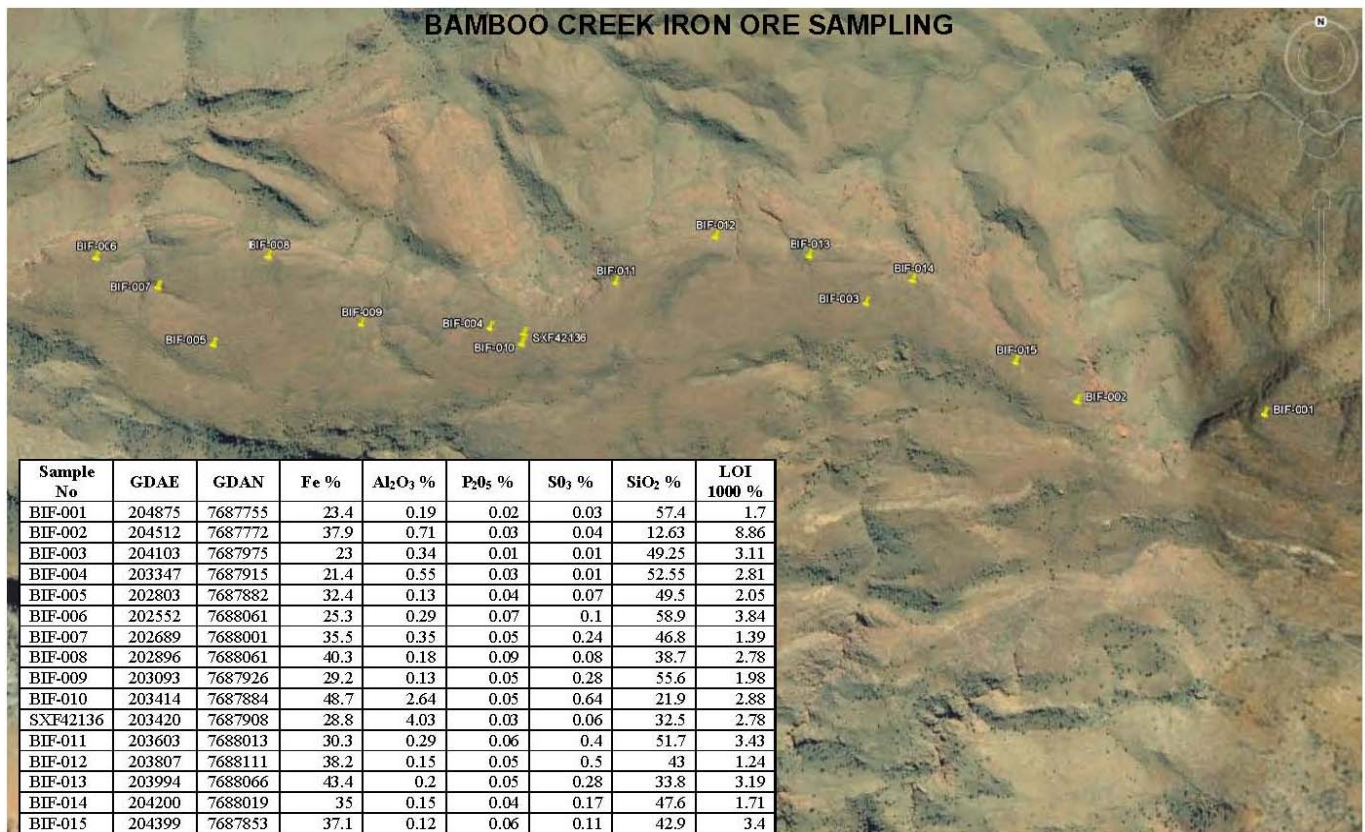 BAMBOO CREEK IRON ORE SAMPLING
N
BIF-012
BIF-006
BIF-008
BIF-013
BIF-011
BIF-014
BIF-007
BIF-003
BIF-009
BIF-004
SXF42136
BIF-005
BIF-010
BIF-015
BIF-002
BIF-001
Sample No GDAE GDAN Fe % Al₂O₃ % P₂0₅ % S0₃ % SiO₂ % LOI 1000 %
BIF-001 204875 7687755 23.4 0.19 0.02 0.03 57.4 1.7
BIF-002 204512 7687772 37.9 0.71 0.03 0.04 12.63 8.86
BIF-003 204103 7687975 23 0.34 0.01 0.01 49.25 3.11
BIF-004 203347 7687915 21.4 0.55 0.03 0.01 52.55 2.81
BIF-005 202803 7687882 32.4 0.13 0.04 0.07 49.5 2.05
BIF-006 202552 7688061 25.3 0.29 0.07 0.1 58.9 3.84
BIF-007 202689 7688001 35.5 0.35 0.05 0.24 46.8 1.39
BIF-008 202896 7688061 40.3 0.18 0.09 0.08 38.7 2.78
BIF-009 203093 7687926 29.2 0.13 0.05 0.28 55.6 1.98
BIF-010 203414 7687884 48.7 2.64 0.05 0.64 21.9 2.88
SXF42136 203420 7687908 28.8 4.03 0.03 0.06 32.5 2.78
BIF-011 203603 7688013 30.3 0.29 0.06 0.4 51.7 3.43
BIF-012 203807 7688111 38.2 0.15 0.05 0.5 43 1.24
BIF-013 203994 7688066 43.4 0.2 0.05 0.28 33.8 3.19
BIF-014 204200 7688019 35 0.15 0.04 0.17 47.6 1.71
BIF-015 204399 7687853 37.1 0.12 0.06 0.11 42.9 3.4